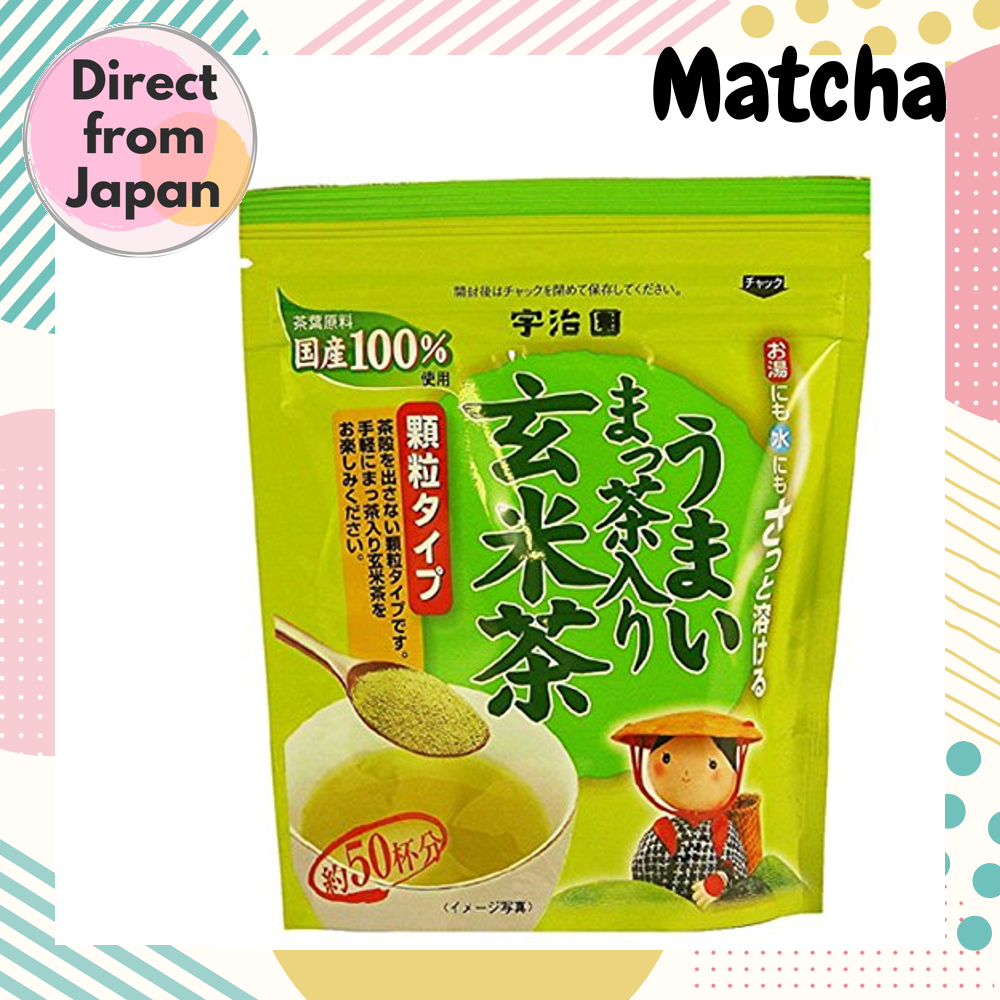 Direct
from
Japan
Matcha
開封後はチャックを閉めて保存してください。
チャック
宇治園
茶葉原料
国産100%
使用
お湯にも水にもさっと溶ける
うまい
まっ茶入り
玄米茶
顆粒タイプ
茶殻を出さない顆粒タイプです。
手軽にまっ茶入り玄米茶を
お楽しみください。
約50杯分
(イメージ写真)